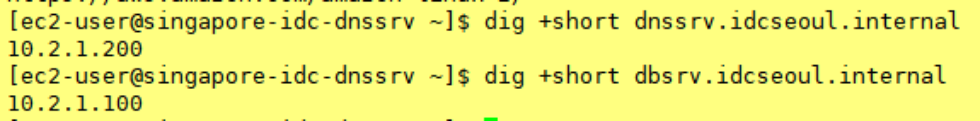 [ec2-user@singapore-idc-dnssrv ~]$ dig +short dnssrv.idcseoul.internal
10.2.1.200
[ec2-user@singapore-idc-dnssrv ~]$ dig +short dbsrv.idcseoul.internal
10.2.1.100